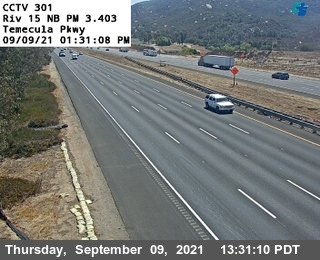 CCTV 301
Riv 15 NB PM 3.403
Temecula Pkwy
09/09/21 01:31:08 PM
Thursday, September 09, 2021 13:31:10 PDT